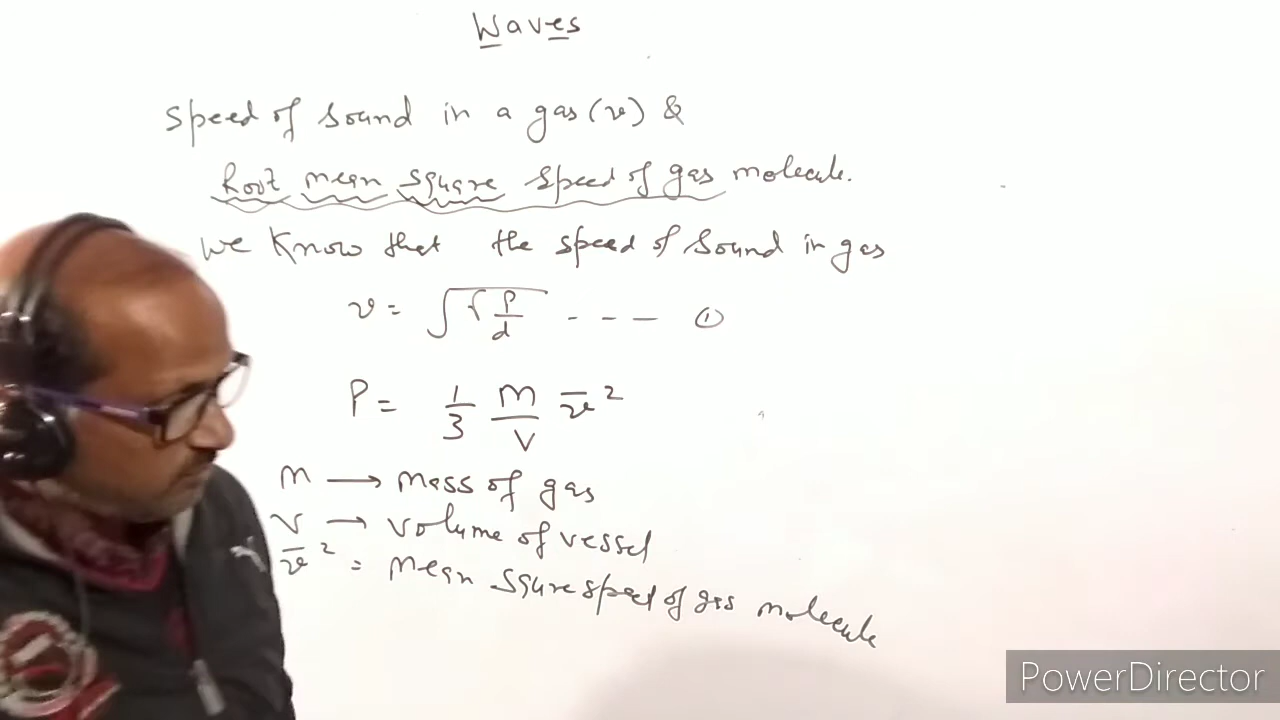 Waves
Speed of Sound in a gas (v) &
Root mean square speed of gas molecule.
We Know that the speed of Sound in gas
v = √γ P/d - - - - ①
P = 1/3 M/V v̅²
M → Mass of gas
V → Volume of vessel
v̅² = Mean squre speed of gas molecule
PowerDirector